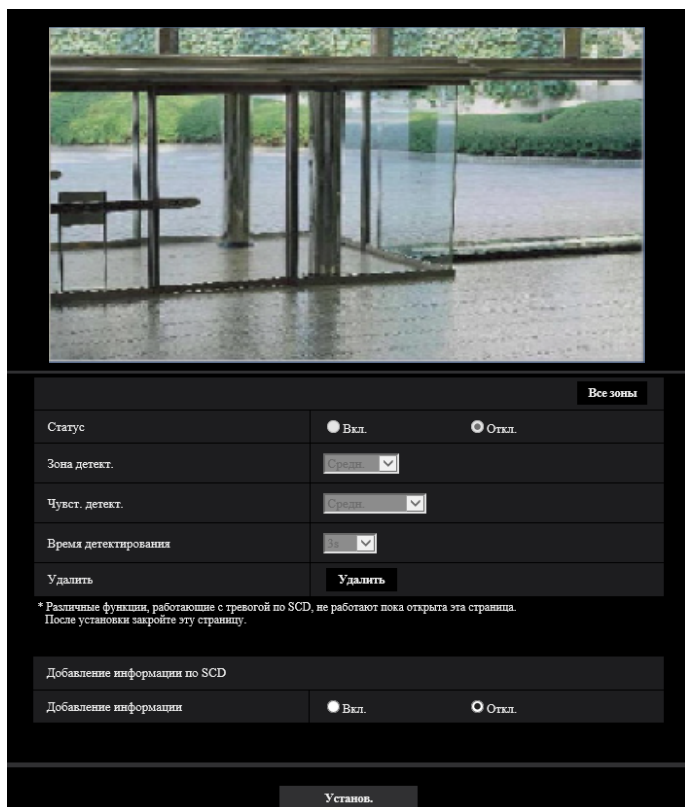 Все зоны
Статус Вкл. Откл.
Зона детект. Средн.
Чувст. детект. Средн.
Время детектирования 3s
Удалить Удалить
* Различные функции, работающие с тревогой по SCD, не работают пока открыта эта страница.
После установки закройте эту страницу.
Добавление информации по SCD
Добавление информации Вкл. Откл.
Установ.